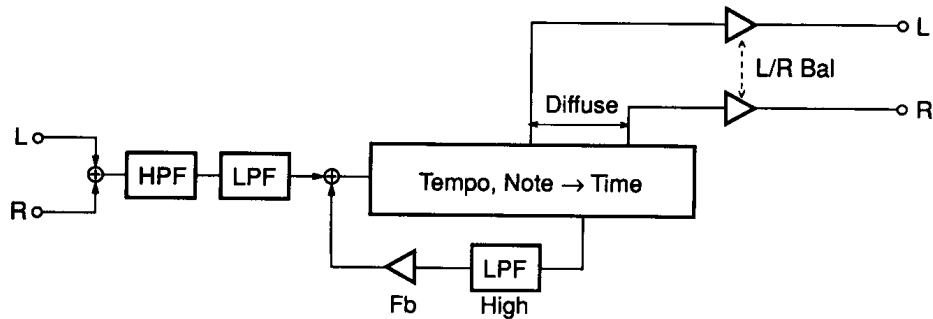 L
L/R Bal
Diffuse
R
L
HPF
LPF
Tempo, Note → Time
R
LPF
Fb
High